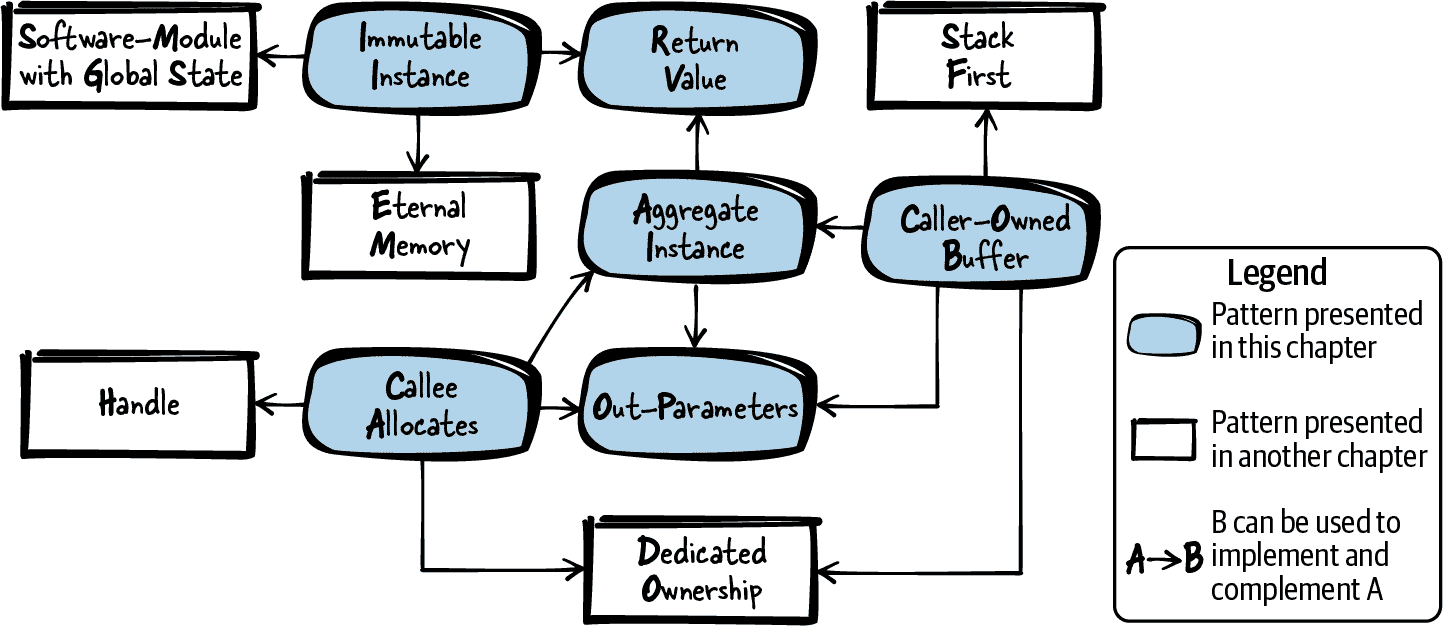 Software-Module
with Global State
Immutable
Instance
Return
Value
Stack
First
Eternal
Memory
Aggregate
Instance
Caller-Owned
Buffer
Handle
Callee
Allocates
Out-Parameters
Dedicated
Ownership
Legend
Pattern presented
in this chapter
Pattern presented
in another chapter
A→B
B can be used to
implement and
complement A